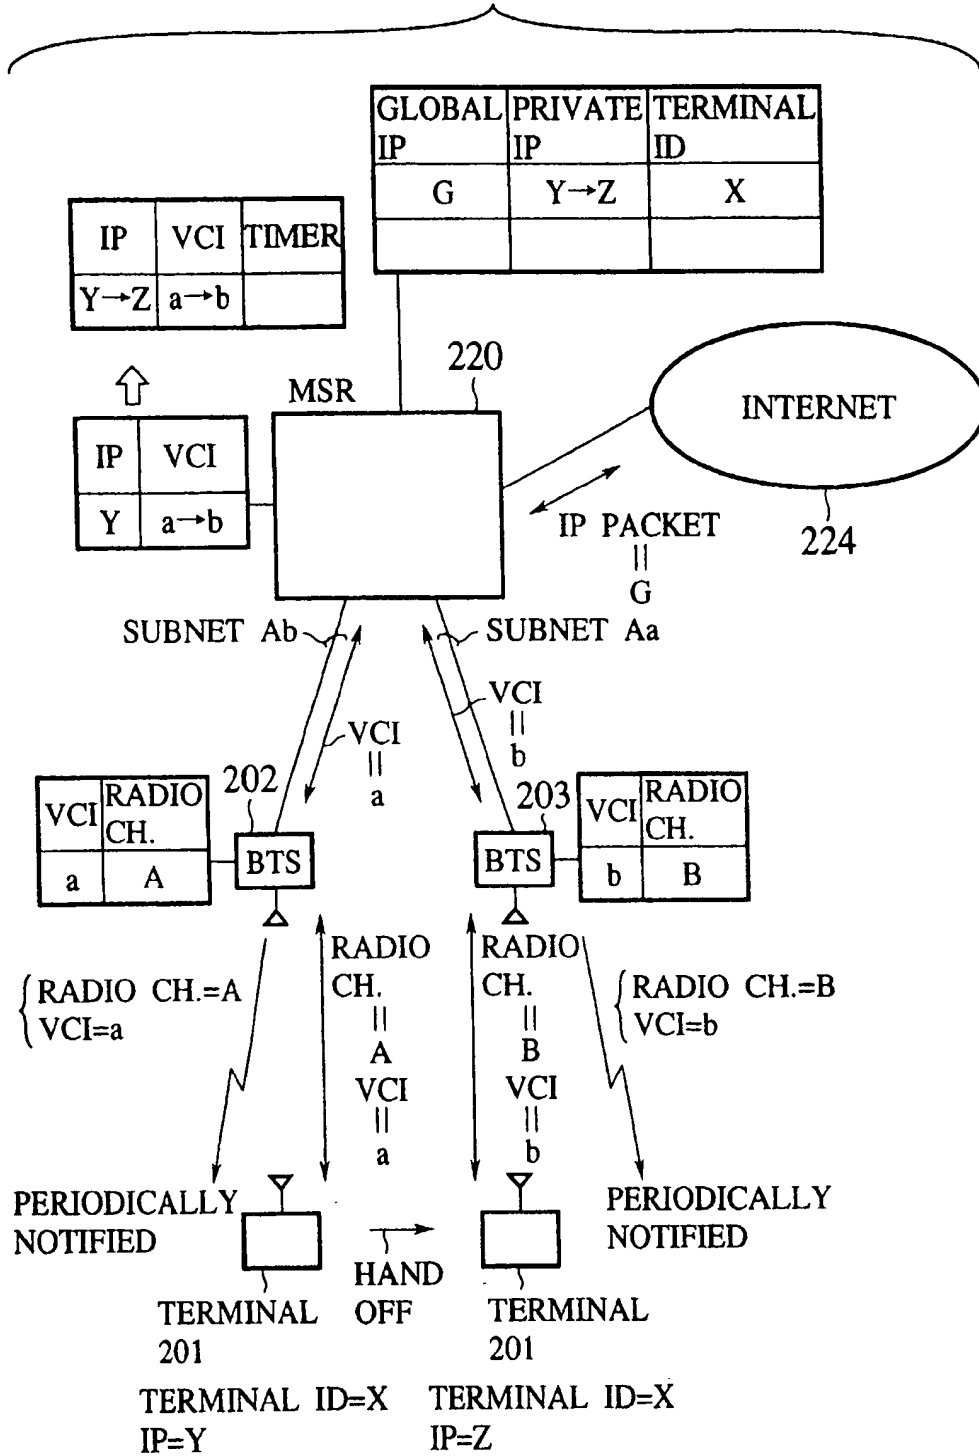 GLOBAL IP
PRIVATE IP
TERMINAL ID
G
Y→Z
X
IP
VCI
TIMER
Y→Z
a→b
220
MSR
INTERNET
IP
VCI
Y
a→b
IP PACKET
||
G
224
SUBNET Ab
SUBNET Aa
VCI
||
a
VCI
||
b
202
203
VCI
RADIO CH.
a
A
BTS
BTS
VCI
RADIO CH.
b
B
RADIO CH.=A
VCI=a
RADIO
CH.
||
A
VCI
||
a
RADIO
CH.
||
B
VCI
||
b
RADIO CH.=B
VCI=b
PERIODICALLY
NOTIFIED
PERIODICALLY
NOTIFIED
HAND
OFF
TERMINAL
201
TERMINAL
201
TERMINAL ID=X
IP=Y
TERMINAL ID=X
IP=Z